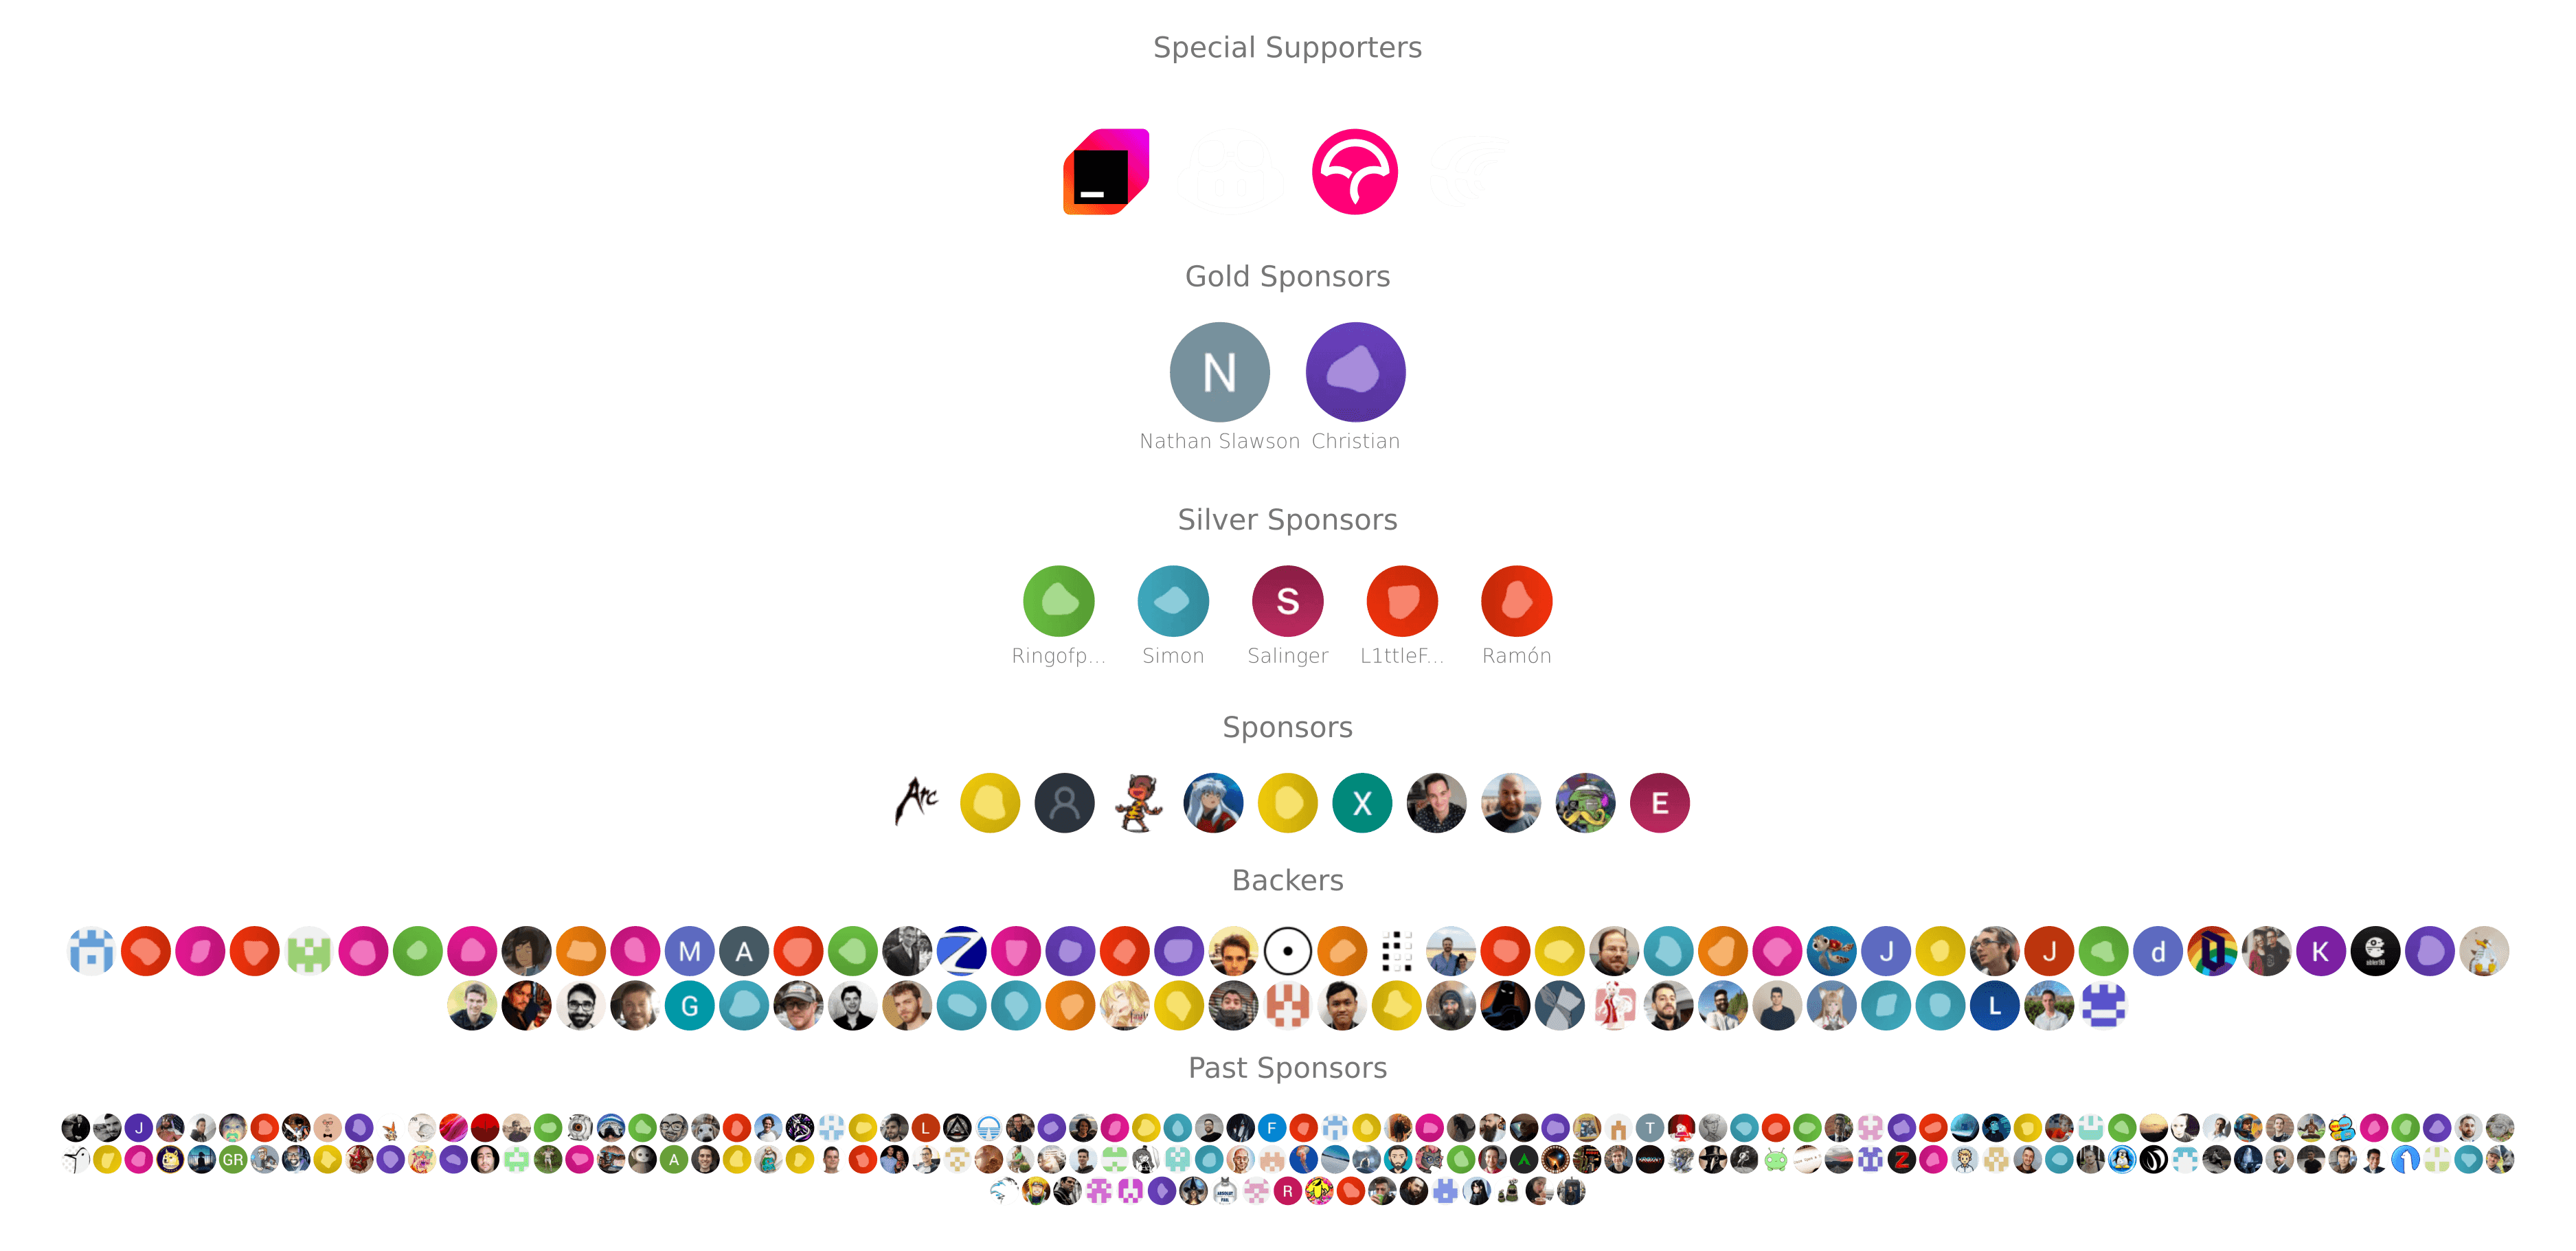 Special Supporters
Gold Sponsors
N
Nathan Slawson Christian
Silver Sponsors
S
Ringofp... Simon Salinger L1ttleF... Ramón
Sponsors
Arc X E
Backers
M A J J d K
G L
Past Sponsors
J L F T
GR A
R